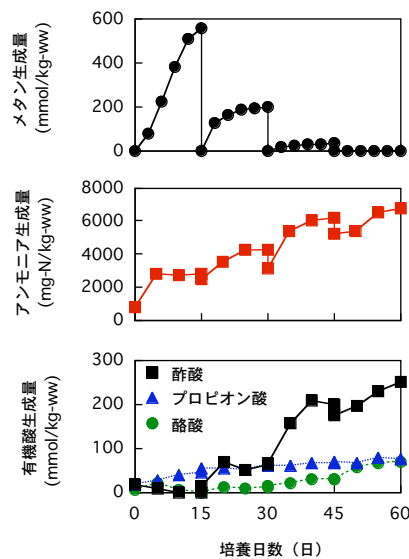 メタン生成量
(mmol/kg-ww)
600
400
200
0
アンモニア生成量
(mg-N/kg-ww)
8000
6000
4000
2000
0
有機酸生成量
(mmol/kg-ww)
300
200
100
0
酢酸
プロピオン酸
酪酸
0 15 30 45 60
培養日数（日）